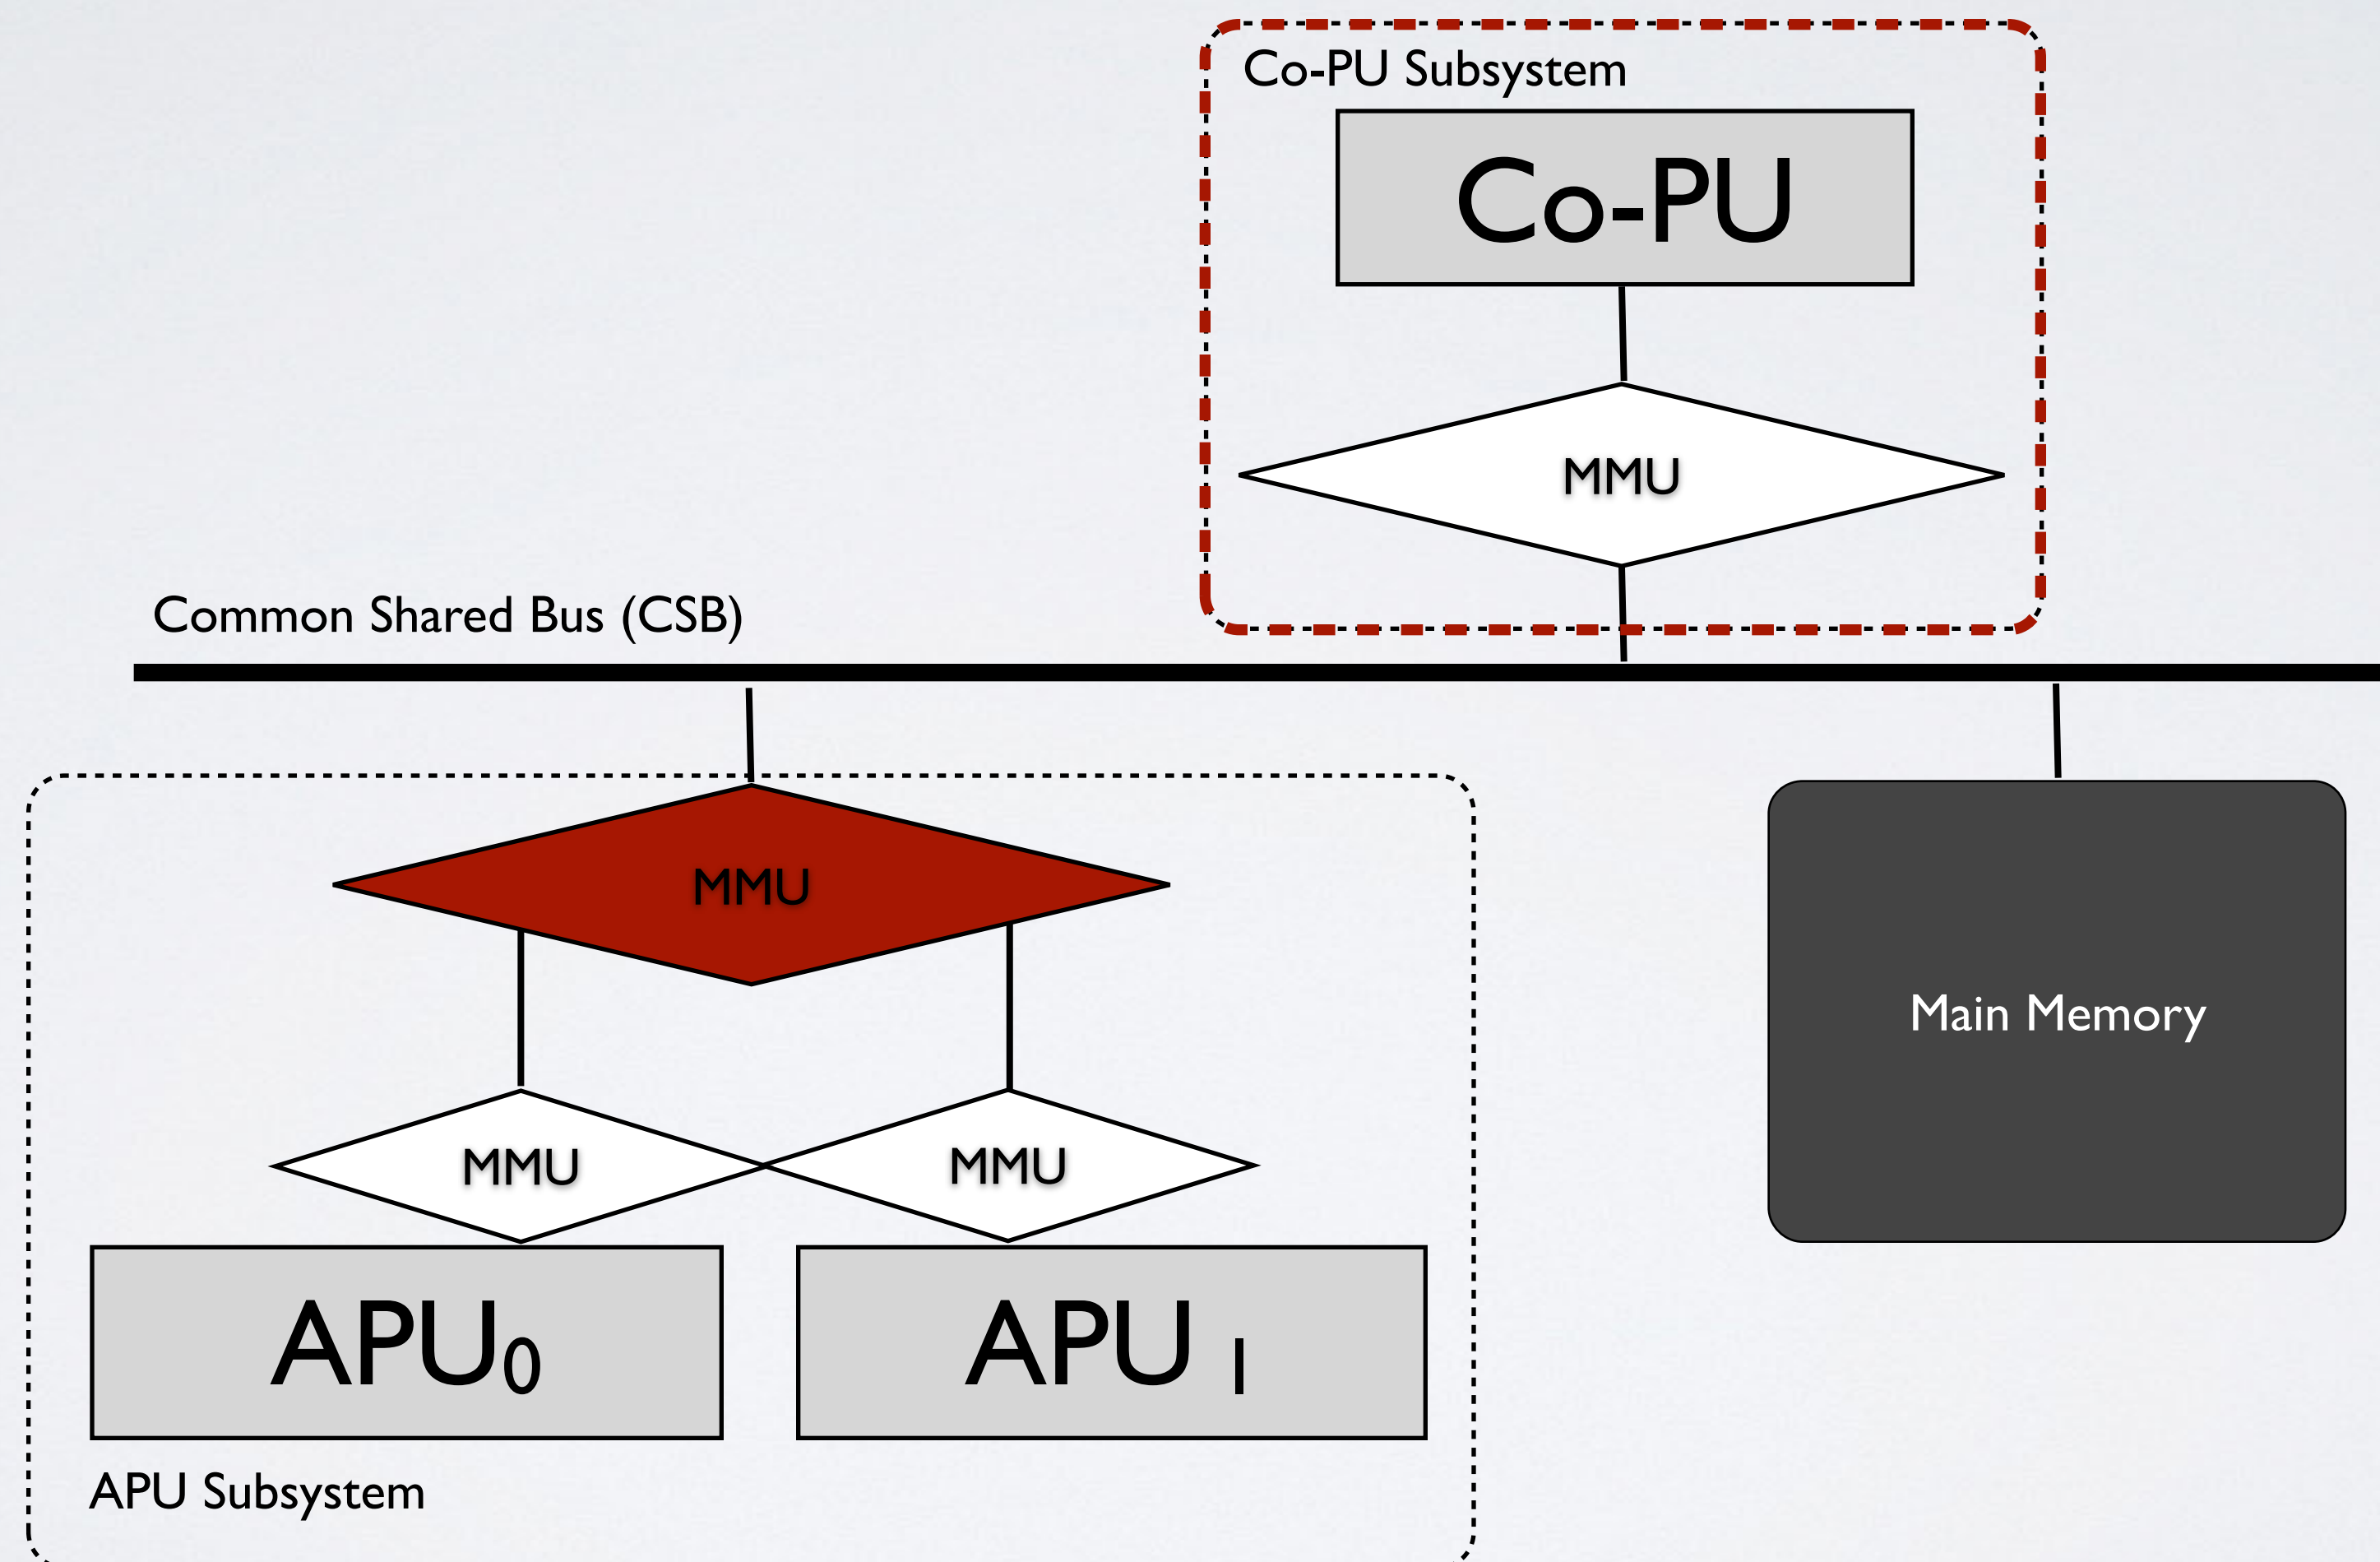 Co-PU Subsystem
Co-PU
MMU
Common Shared Bus (CSB)
MMU
Main Memory
MMU
MMU
APU0
APU 1
APU Subsystem